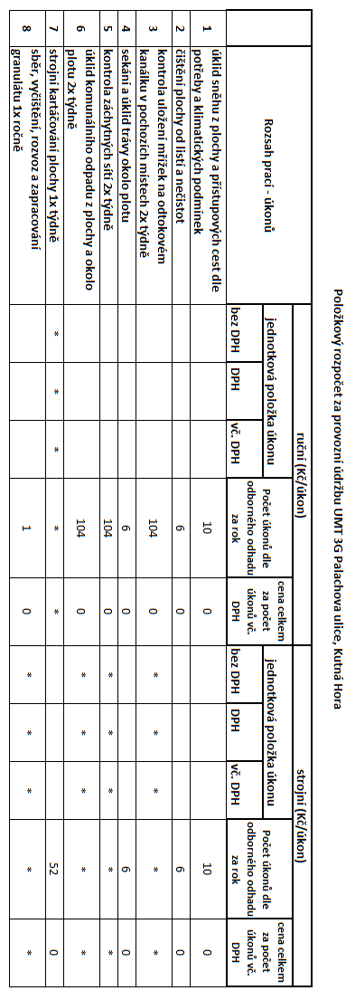 Položkový rozpočet za provozní údržbu UMT 3G Palachova ulice, Kutná Hora
Rozsah prací - úkonů
ruční (Kč/úkon)
strojní (Kč/úkon)
jednotková položka úkonu
Počet úkonů dle
odborného odhadu
za rok
cena celkem
za počet
úkonů vč.
DPH
jednotková položka úkonu
Počet úkonů dle
odborného odhadu
za rok
cena celkem
za počet
úkonů vč.
DPH
bez DPH DPH vč. DPH
bez DPH DPH vč. DPH
1 úklid sněhu z plochy a přístupových cest dle
potřeby a klimatických podmínek 10 0 10 0
2 čištění plochy od listí a nečistot 6 0 6 0
3 kontrola uložení mřížek na odtokovém
kanálku v pochozích místech 2x týdně 104 0 * * * * *
4 sekání a úklid trávy okolo plotu 6 0 6 0
5 kontrola záchytných sítí 2x týdně 104 0 * * * * *
6 úklid komunálního odpadu z plochy a okolo
plotu 2x týdně 104 0 * * * * *
7 strojní kartáčování plochy 1x týdně * * * * * 52 0
8 sběr, vyčištění, rozvoz a zapracování
granulátu 1x ročně 1 0 * * * * *